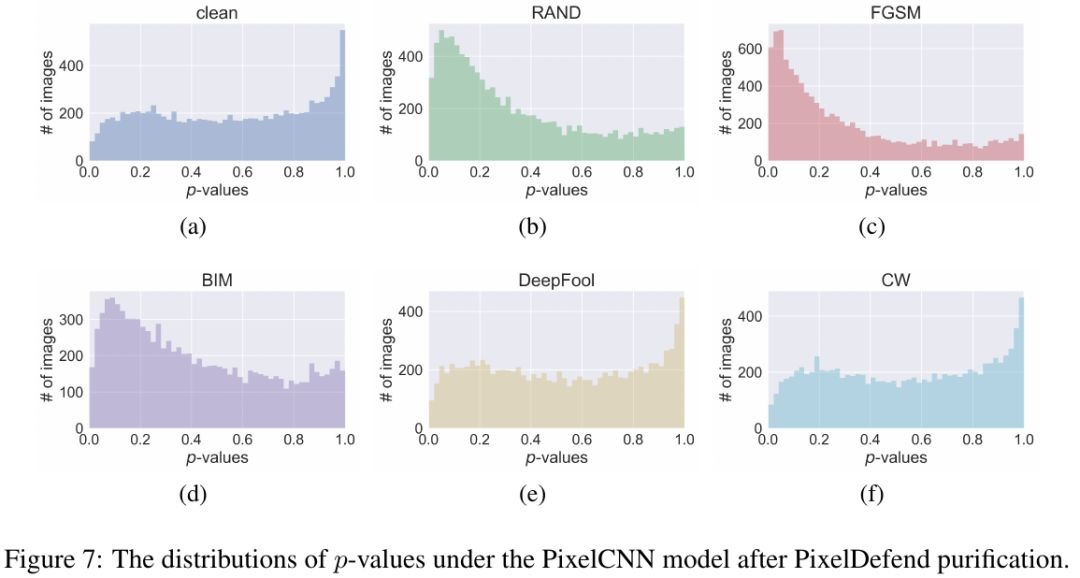 clean
# of images
400
200
0
0.0 0.2 0.4 0.6 0.8 1.0
p-values
(a)
RAND
# of images
400
200
0
0.0 0.2 0.4 0.6 0.8 1.0
p-values
(b)
FGSM
# of images
600
400
200
0
0.0 0.2 0.4 0.6 0.8 1.0
p-values
(c)
BIM
# of images
300
200
100
0
0.0 0.2 0.4 0.6 0.8 1.0
p-values
(d)
DeepFool
# of images
400
200
0
0.0 0.2 0.4 0.6 0.8 1.0
p-values
(e)
CW
# of images
400
200
0
0.0 0.2 0.4 0.6 0.8 1.0
p-values
(f)
Figure 7: The distributions of p-values under the PixelCNN model after PixelDefend purification.